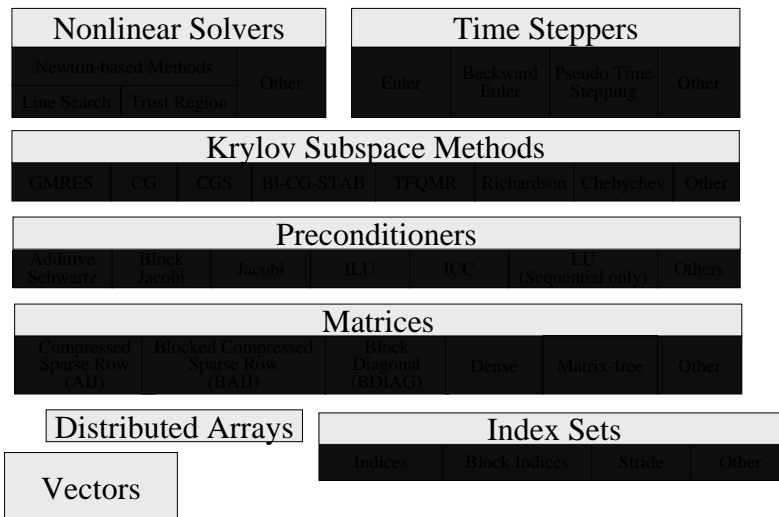 Nonlinear Solvers
Newton-based Methods
Other
Line Search
Trust Region
Time Steppers
Euler
Backward
Euler
Pseudo Time
Stepping
Other
Krylov Subspace Methods
GMRES
CG
CGS
Bi-CG-STAB
TFQMR
Richardson
Chebychev
Other
Preconditioners
Additive
Schwartz
Block
Jacobi
Jacobi
ILU
ICC
LU
(Sequential only)
Others
Matrices
Compressed
Sparse Row
(AIJ)
Blocked Compressed
Sparse Row
(BAIJ)
Block
Diagonal
(BDIAG)
Dense
Matrix-free
Other
Distributed Arrays
Index Sets
Indices
Block Indices
Stride
Other
Vectors